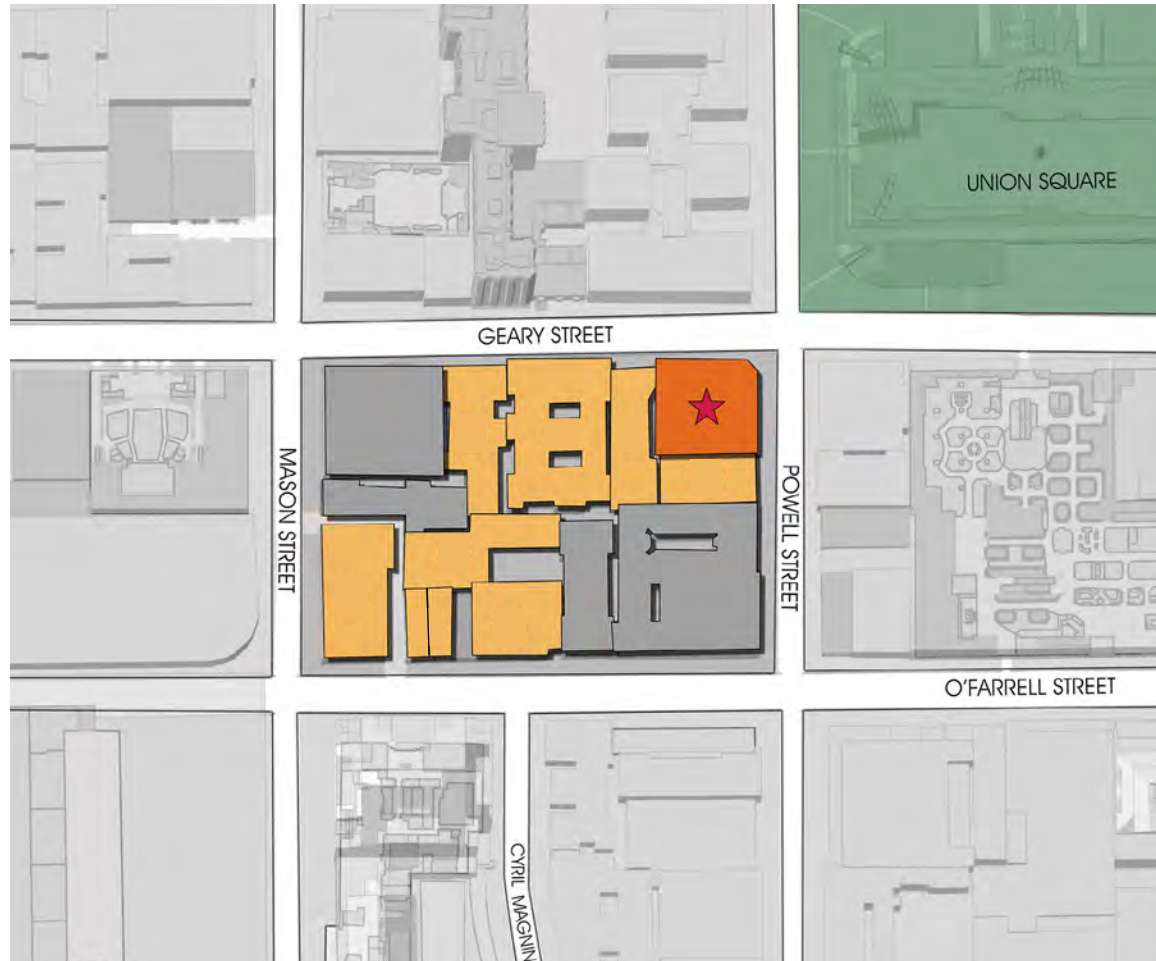 UNION SQUARE
GEARY STREET
MASON STREET
POWELL STREET
O'FARRELL STREET
CYRIL MAGNIN